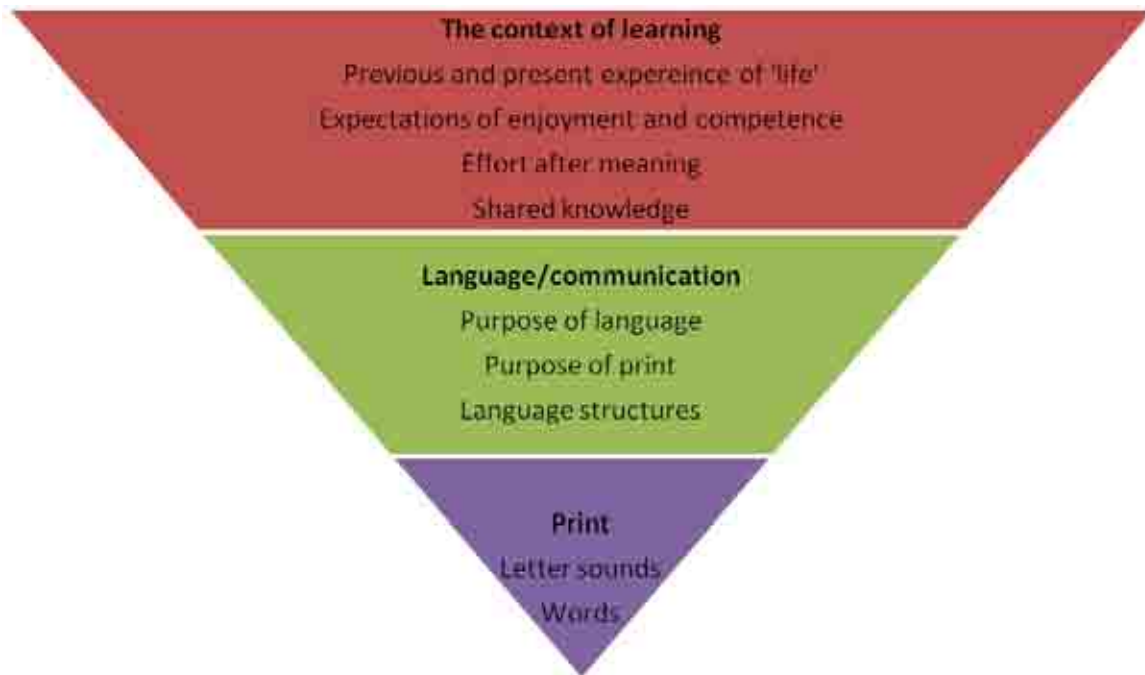 The context of learning
Previous and present expereince of 'life'
Expectations of enjoyment and competence
Effort after meaning
Shared knowledge
Language/communication
Purpose of language
Purpose of print
Language structures
Print
Letter sounds
Words